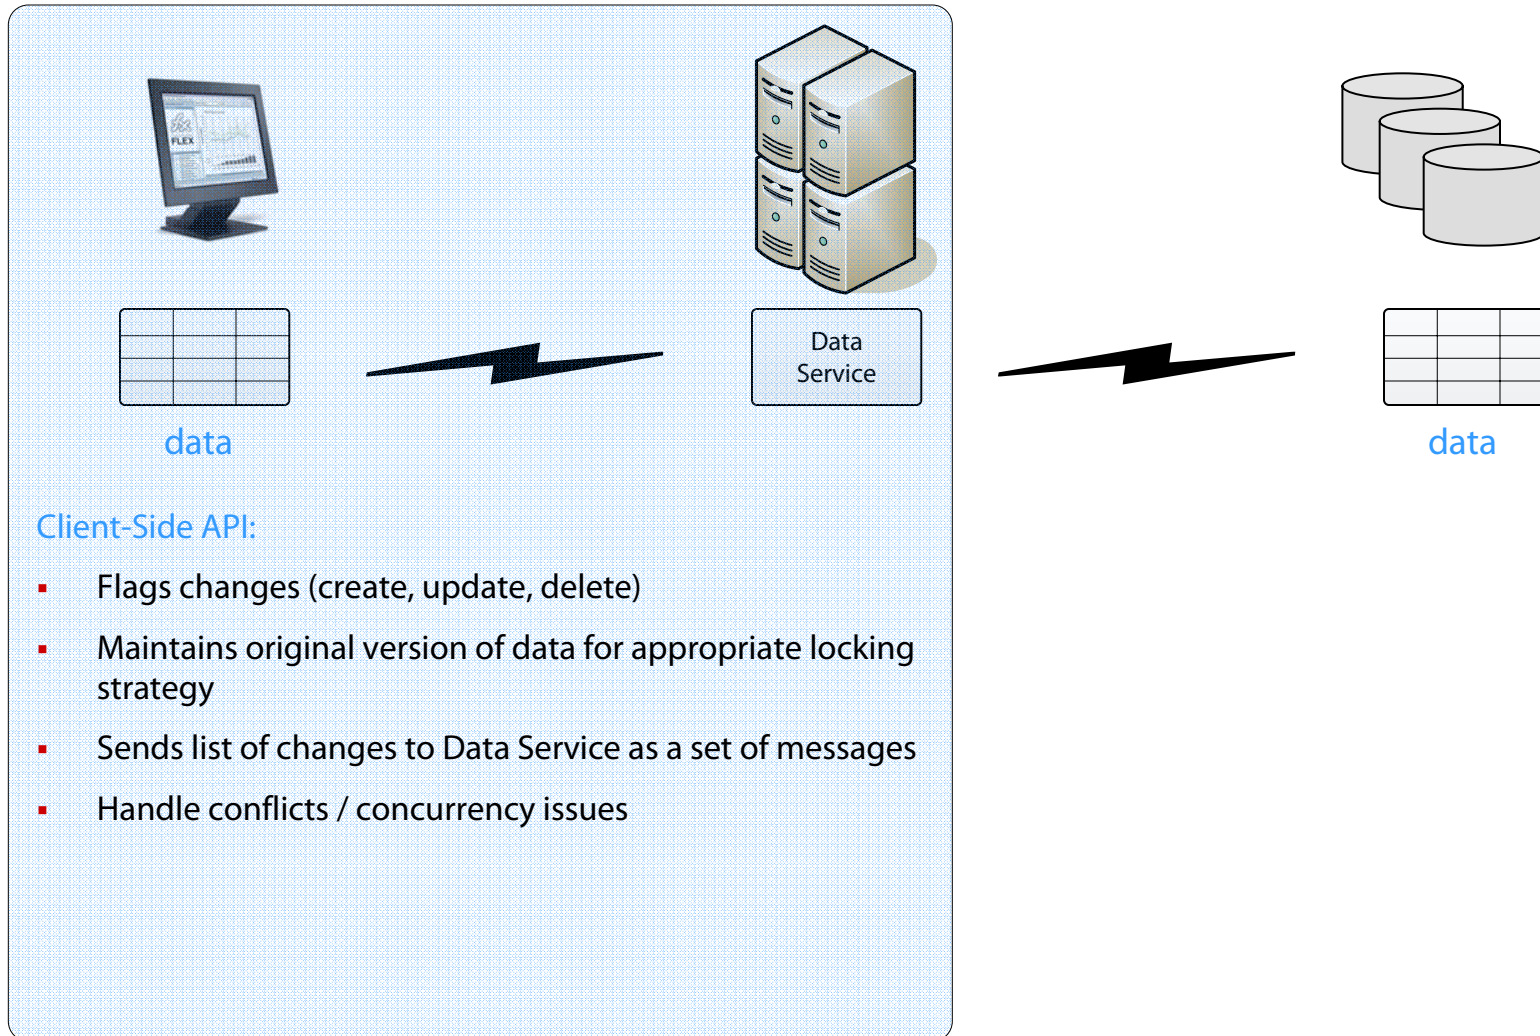 FLEX
Data
Service
data
data
Client-Side API:
▪ Flags changes (create, update, delete)
▪ Maintains original version of data for appropriate locking
strategy
▪ Sends list of changes to Data Service as a set of messages
▪ Handle conflicts / concurrency issues